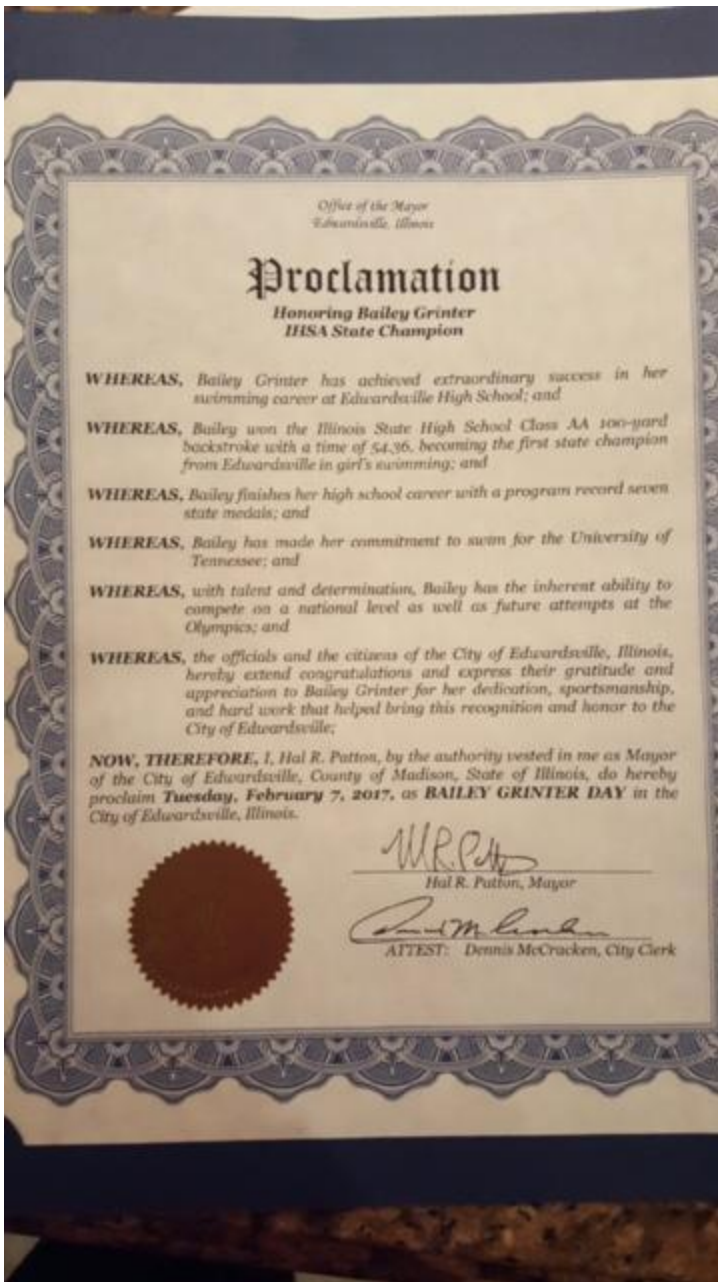 Office of the Mayor
Edwardsville, Illinois
Proclamation
Honoring Bailey Grinter
IHSA State Champion
WHEREAS, Bailey Grinter has achieved extraordinary success in her
swimming career at Edwardsville High School; and
WHEREAS, Bailey won the Illinois State High School Class AA 100-yard
backstroke with a time of 54.36, becoming the first state champion
from Edwardsville in girl's swimming; and
WHEREAS, Bailey finishes her high school career with a program record seven
state medals; and
WHEREAS, Bailey has made her commitment to swim for the University of
Tennessee; and
WHEREAS, with talent and determination, Bailey has the inherent ability to
compete on a national level as well as future attempts at the
Olympics; and
WHEREAS, the officials and the citizens of the City of Edwardsville, Illinois,
hereby extend congratulations and express their gratitude and
appreciation to Bailey Grinter for her dedication, sportsmanship,
and hard work that helped bring this recognition and honor to the
City of Edwardsville;
NOW, THEREFORE, I, Hal R. Patton, by the authority vested in me as Mayor
of the City of Edwardsville, County of Madison, State of Illinois, do hereby
proclaim Tuesday, February 7, 2017, as BAILEY GRINTER DAY in the
City of Edwardsville, Illinois.
Hal R. Patton, Mayor
ATTEST: Dennis McCracken, City Clerk